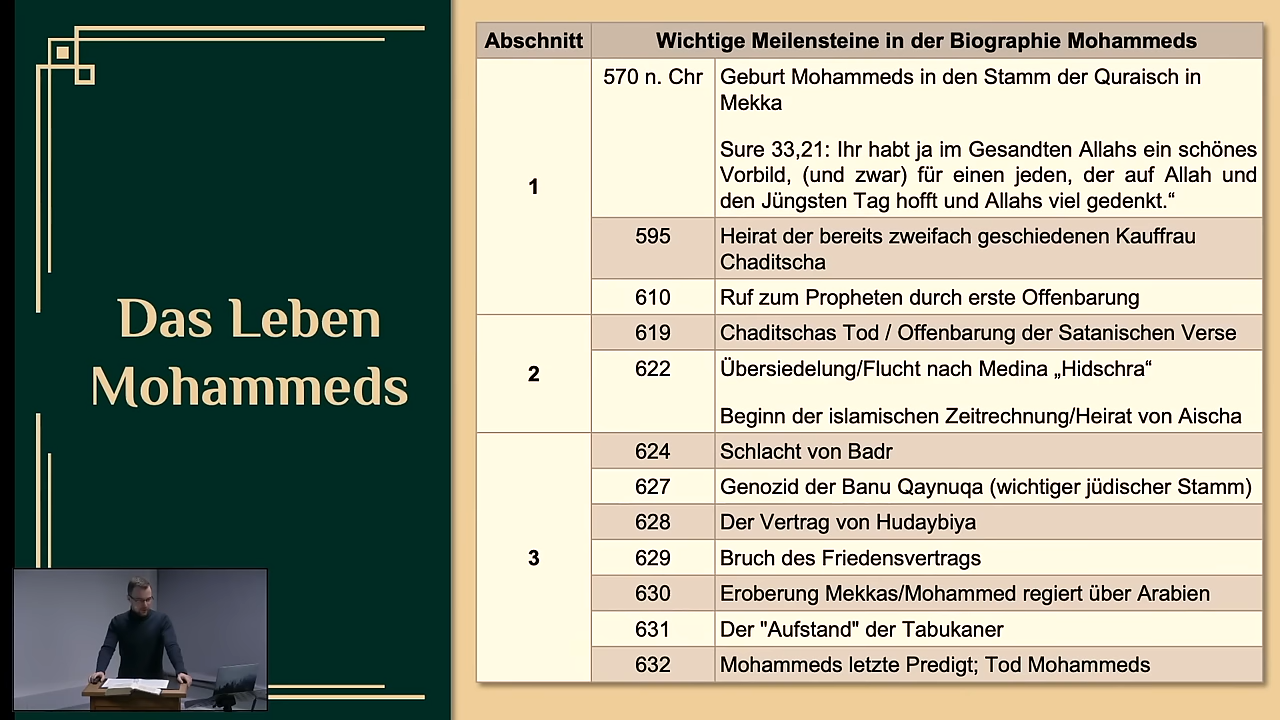 Das Leben
Mohammeds
Abschnitt Wichtige Meilensteine in der Biographie Mohammeds
1
570 n. Chr Geburt Mohammeds in den Stamm der Quraisch in
Mekka
Sure 33,21: Ihr habt ja im Gesandten Allahs ein schönes
Vorbild, (und zwar) für einen jeden, der auf Allah und
den Jüngsten Tag hofft und Allahs viel gedenkt.“
595 Heirat der bereits zweifach geschiedenen Kauffrau
Chaditscha
610 Ruf zum Propheten durch erste Offenbarung
2
619 Chaditschas Tod / Offenbarung der Satanischen Verse
622 Übersiedelung/Flucht nach Medina „Hidschra“
Beginn der islamischen Zeitrechnung/Heirat von Aischa
3
624 Schlacht von Badr
627 Genozid der Banu Qaynuqa (wichtiger jüdischer Stamm)
628 Der Vertrag von Hudaybiya
629 Bruch des Friedensvertrags
630 Eroberung Mekkas/Mohammed regiert über Arabien
631 Der "Aufstand" der Tabukaner
632 Mohammeds letzte Predigt; Tod Mohammeds